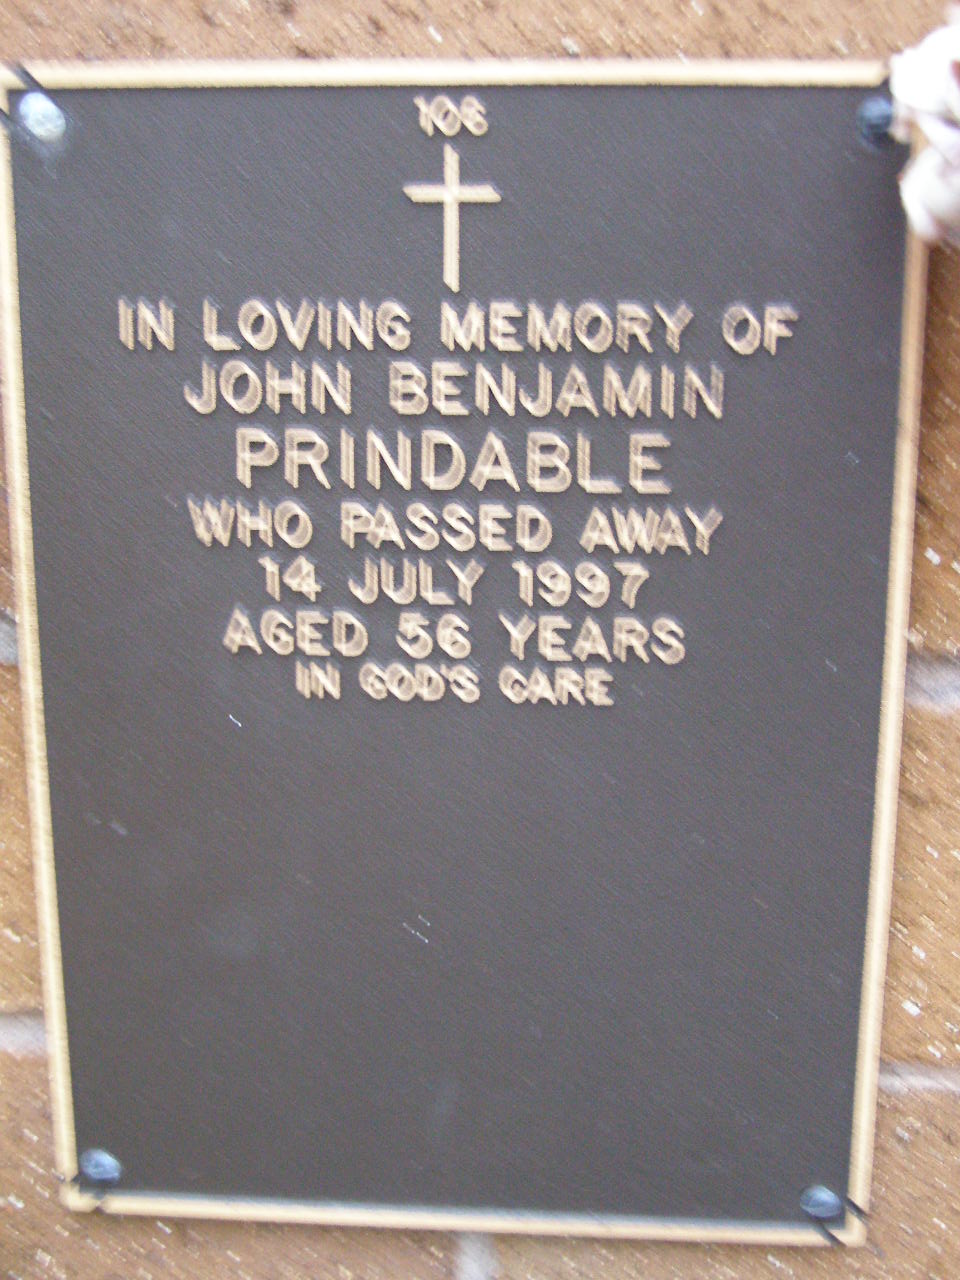 106
IN LOVING MEMORY OF
JOHN BENJAMIN
PRINDABLE
WHO PASSED AWAY
14 JULY 1997
AGED 56 YEARS
IN GOD'S CARE